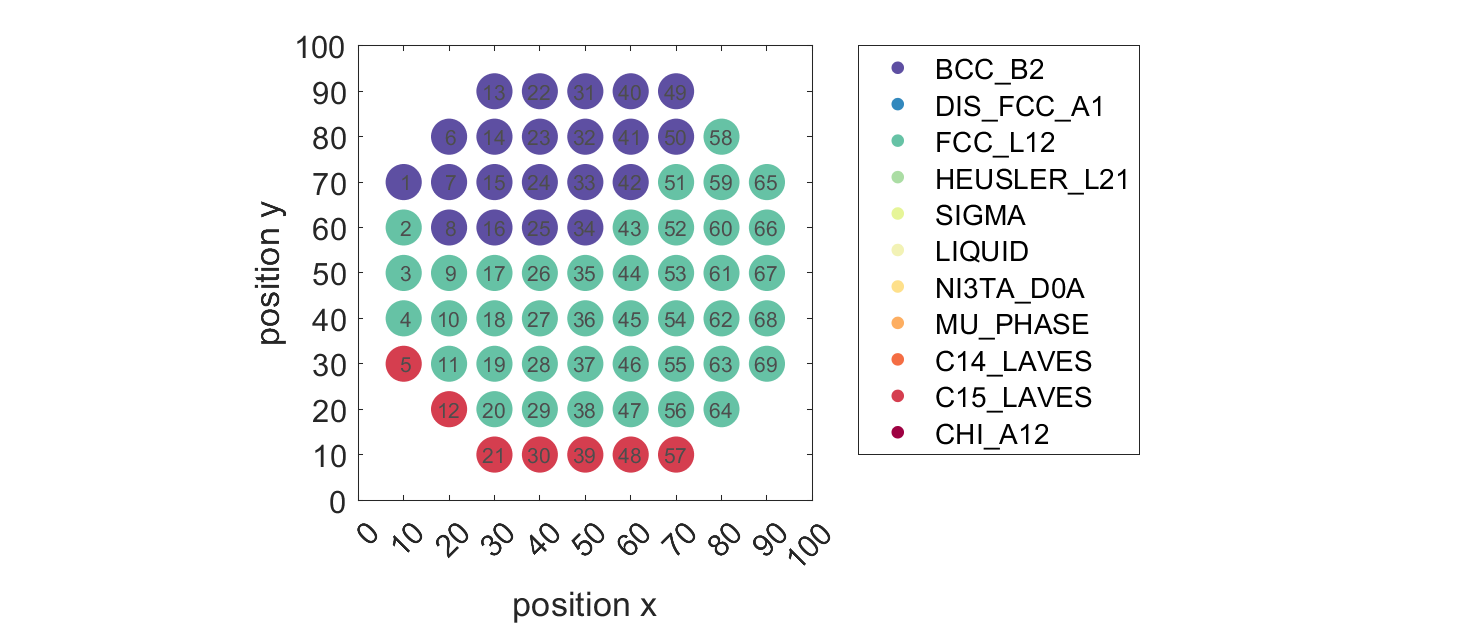 100
90
80
70
60
50
40
30
20
10
0
position y
13 22 31 40 49
6 14 23 32 41 50 58
1 7 15 24 33 42 51 59 65
2 8 16 25 34 43 52 60 66
3 9 17 26 35 44 53 61 67
4 10 18 27 36 45 54 62 68
5 11 19 28 37 46 55 63 69
12 20 29 38 47 56 64
21 30 39 48 57
0 10 20 30 40 50 60 70 80 90 100
position x
BCC_B2
DIS_FCC_A1
FCC_L12
HEUSLER_L21
SIGMA
LIQUID
NI3TA_D0A
MU_PHASE
C14_LAVES
C15_LAVES
CHI_A12